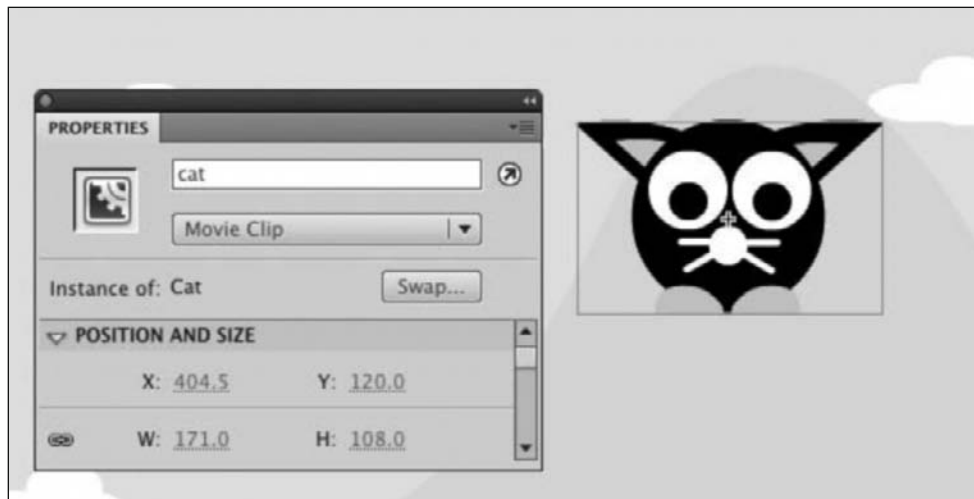 PROPERTIES
cat
Movie Clip
Instance of: Cat
Swap...
POSITION AND SIZE
X: 404.5 Y: 120.0
W: 171.0 H: 108.0